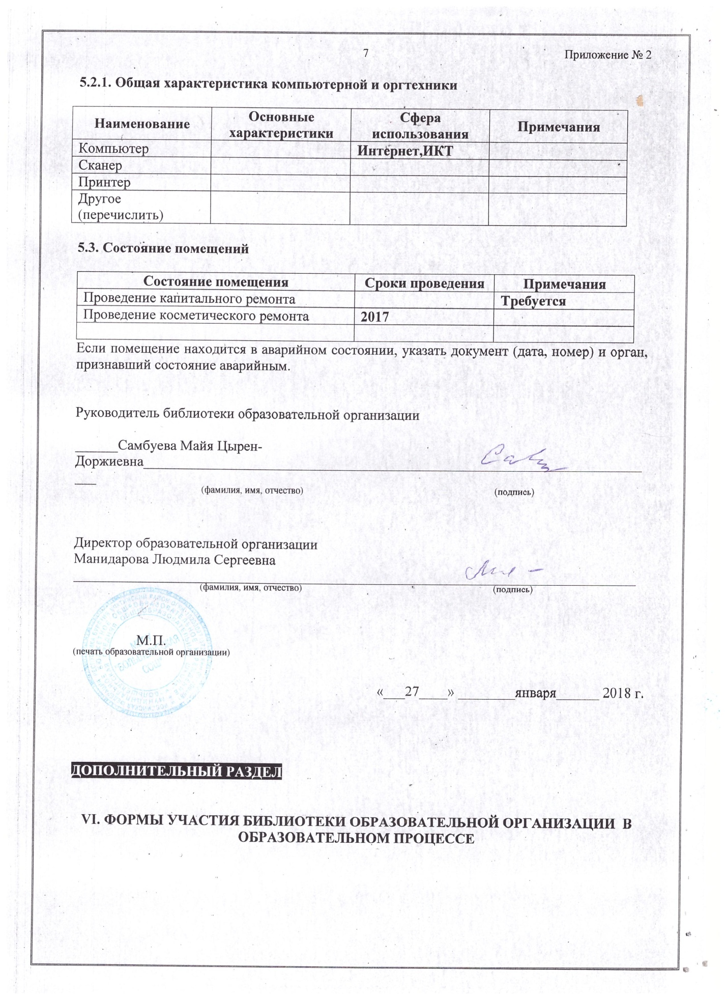 7
Приложение № 2
5.2.1. Общая характеристика компьютерной и оргтехники
Наименование Основные характеристики Сфера использования Примечания
Компьютер Интернет,ИКТ
Сканер
Принтер
Другое
(перечислить)
5.3. Состояние помещений
Состояние помещения Сроки проведения Примечания
Проведение капитального ремонта Требуется
Проведение косметического ремонта 2017
Если помещение находится в аварийном состоянии, указать документ (дата, номер) и орган,
признавший состояние аварийным.
Руководитель библиотеки образовательной организации
______Самбуева Майя Цырен-
Доржиевна______
(фамилия, имя, отчество) (подпись)
Директор образовательной организации
Манидарова Людмила Сергеевна
(фамилия, имя, отчество) (подпись)
М.П.
(печать образовательной организации)
«___27____» ________января______ 2018 г.
ДОПОЛНИТЕЛЬНЫЙ РАЗДЕЛ
VI. ФОРМЫ УЧАСТИЯ БИБЛИОТЕКИ ОБРАЗОВАТЕЛЬНОЙ ОРГАНИЗАЦИИ В
ОБРАЗОВАТЕЛЬНОМ ПРОЦЕССЕ